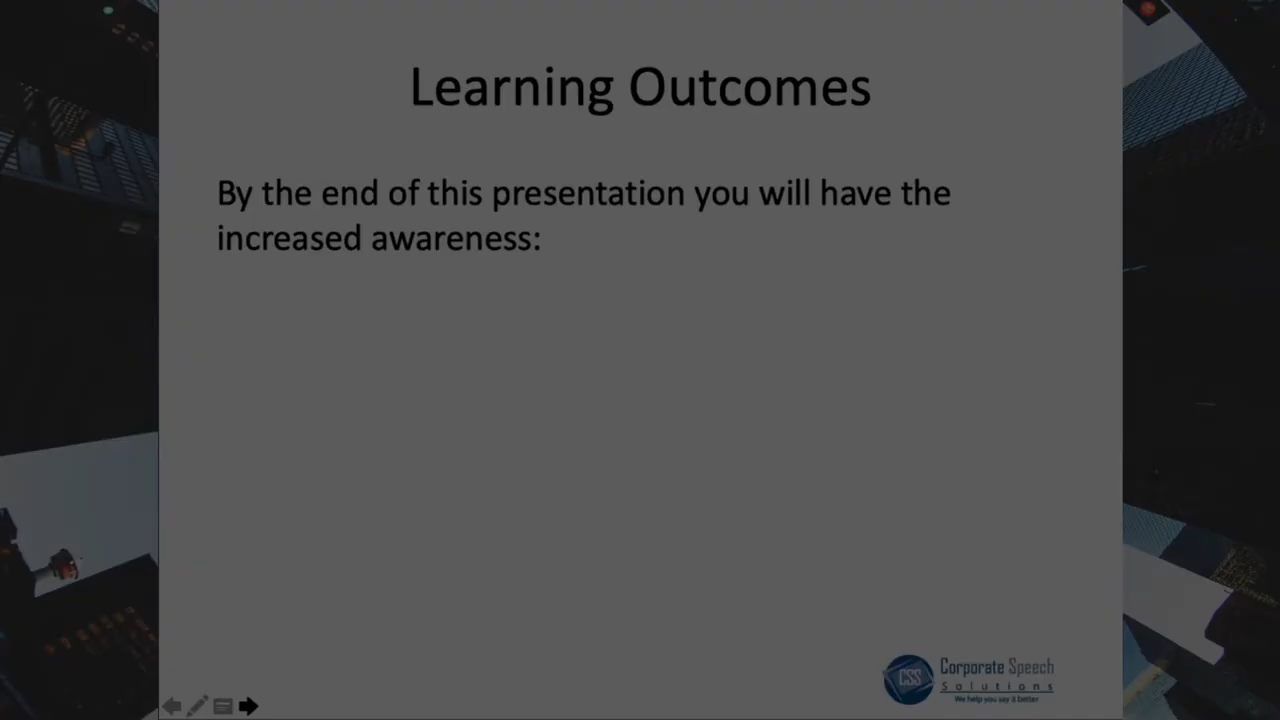 Learning Outcomes
By the end of this presentation you will have the
increased awareness:
CSS
Corporate Speech
Solutions
We help you say it better